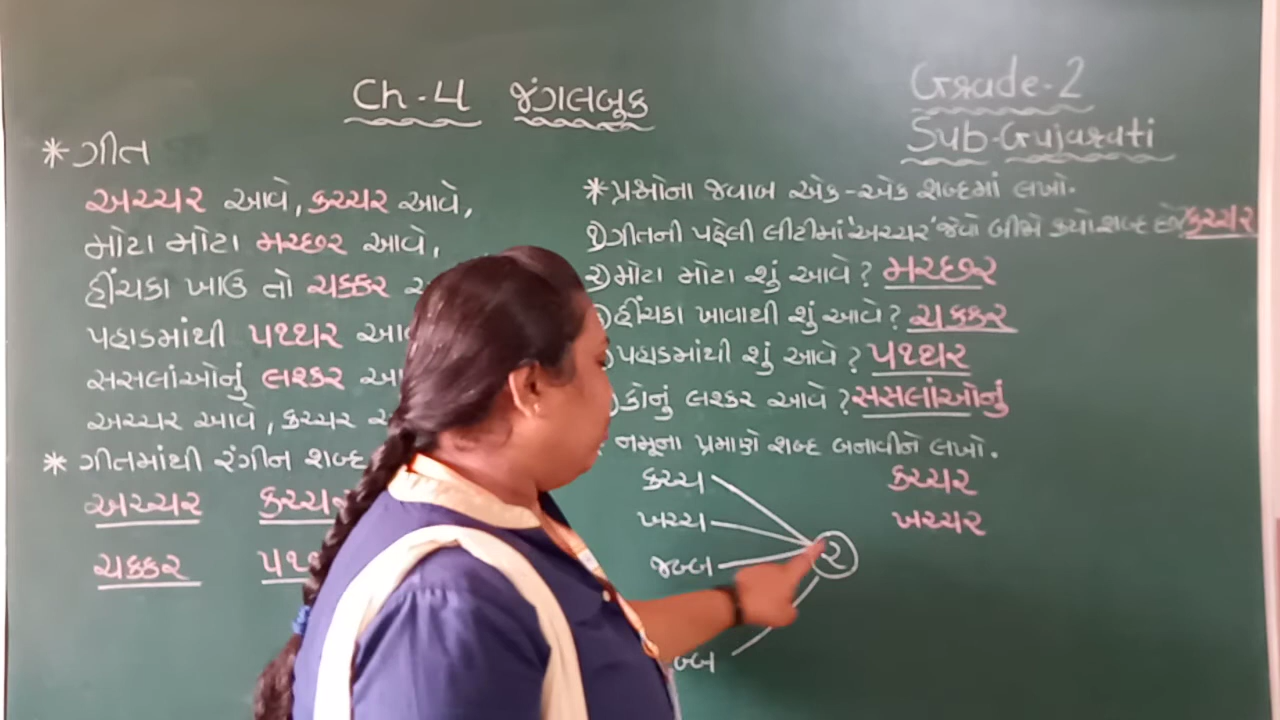 Ch-4 જંગલબૂક
Grade-2
Sub-Gujarati
* ગીત
અચ્ચર આવે, કચ્ચર આવે,
મોટા મોટા મચ્છર આવે,
હીંચકા ખાઉ તો ચક્કર
પહાડમાંથી પથ્થર
સસલાંઓનું લશ્કર
અચ્ચર આવે, કચ્ચર
* ગીતમાંથી રંગીન શબ્દ
અચ્ચર
ચક્કર
* પ્રશ્નોના જવાબ એક-એક શબ્દમાં લખો.
૧) ગીતની પહેલી લીટીમાં 'અચ્ચર' જેવો બીજો કયો શબ્દ છે? કચ્ચર
૨) મોટા મોટા શું આવે? મચ્છર
) હીંચકા ખાવાથી શું આવે? ચક્કર
) પહાડમાંથી શું આવે? પથ્થર
) કોનું લશ્કર આવે? સસલાંઓનું
નમૂના પ્રમાણે શબ્દ બનાવીને લખો.
કચ્ચ કચ્ચર
ખચ્ચ ખચ્ચર
જબ્બ ર